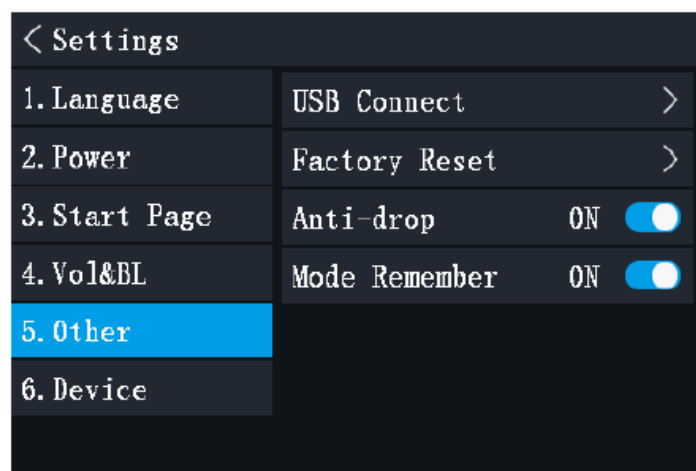 < Settings
1. Language
2. Power
3. Start Page
4. Vol&BL
5. Other
6. Device
USB Connect >
Factory Reset >
Anti-drop ON
Mode Remember ON